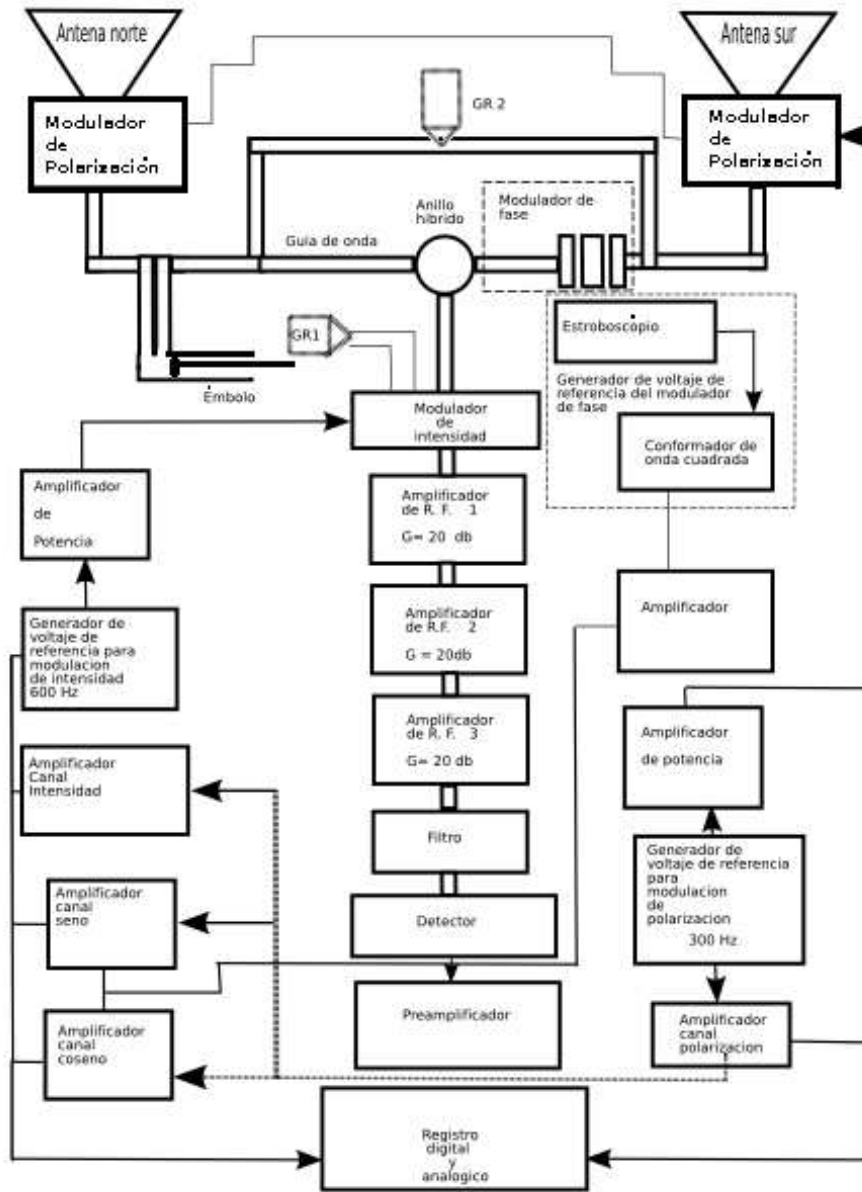 Antena norte
Antena sur
GR 2
Modulador
de
Polarización
Modulador
de
Polarización
Anillo
híbrido
Modulador de
fase
Guia de onda
Estroboscópio
GR1
Generador de voltaje de
referencia del modulador
de fase
Émbolo
Modulador
de
intensidad
Conformador de
onda cuadrada
Amplificador
de
Potencia
Amplificador
de R. F. 1
G= 20 db
Amplificador
de R.F. 2
G = 20db
Amplificador
Generador de
voltaje de
referencia para
modulacion
de intensidad
600 Hz
Amplificador
de R. F. 3
G= 20 db
Amplificador
de potencia
Amplificador
Canal
Intensidad
Filtro
Generador de
voltaje de referencia
para
modulacion
de
polarizacion
300 Hz
Amplificador
canal
seno
Detector
Preamplificador
Amplificador
canal
coseno
Amplificador
canal
polarizacion
Registro
digital
y
analogico